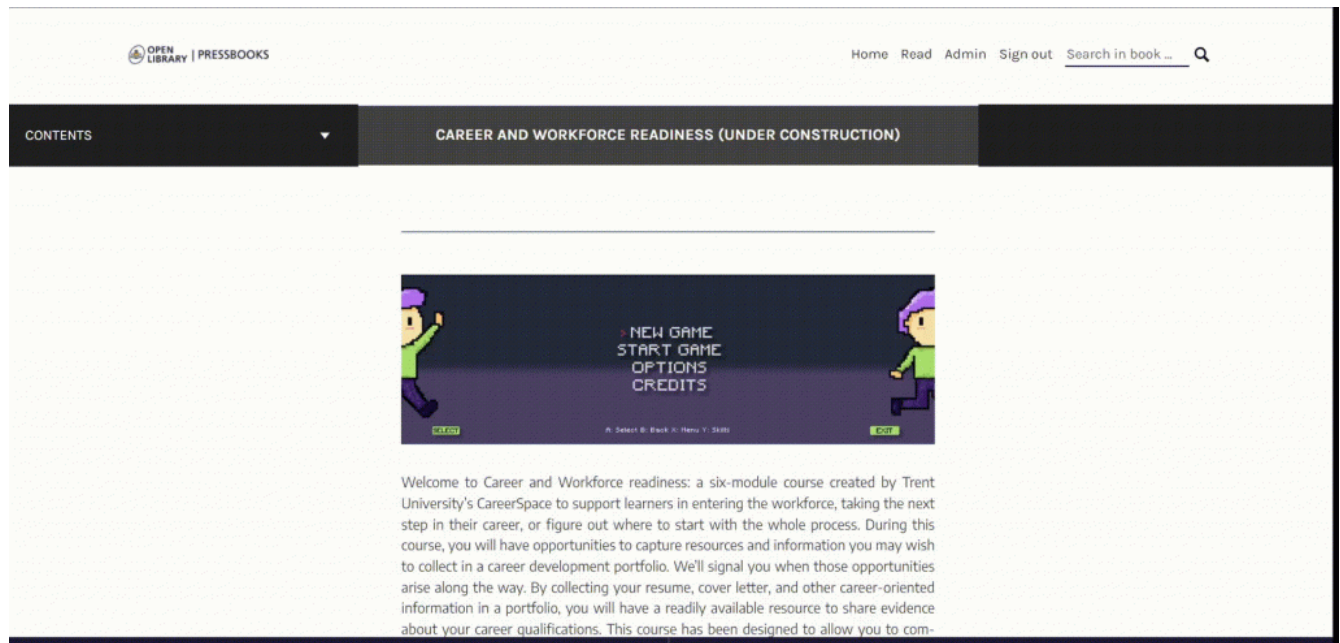 OPEN
LIBRARY | PRESSBOOKS
Home Read Admin Sign out Search in book ...
CONTENTS
CAREER AND WORKFORCE READINESS (UNDER CONSTRUCTION)
>NEW GAME
START GAME
OPTIONS
CREDITS
SELECT
A: Select B: Back X: Menu Y: Skills
EXIT
Welcome to Career and Workforce readiness: a six-module course created by Trent
University's CareerSpace to support learners in entering the workforce, taking the next
step in their career, or figure out where to start with the whole process. During this
course, you will have opportunities to capture resources and information you may wish
to collect in a career development portfolio. We'll signal you when those opportunities
arise along the way. By collecting your resume, cover letter, and other career-oriented
information in a portfolio, you will have a readily available resource to share evidence
about your career qualifications. This course has been designed to allow you to com-